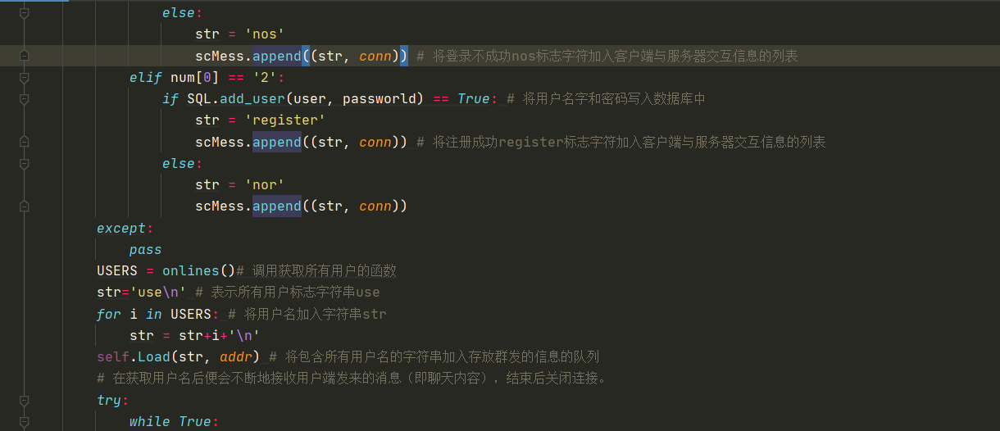 else:
str = 'nos'
scMess.append((str, conn)) # 将登录不成功nos标志字符加入客户端与服务器交互信息的列表
elif num[0] == '2':
if SQL.add_user(user, passworld) == True: # 将用户名字和密码写入数据库中
str = 'register'
scMess.append((str, conn)) # 将注册成功register标志字符加入客户端与服务器交互信息的列表
else:
str = 'nor'
scMess.append((str, conn))
except:
pass
USERS = onlines()# 调用获取所有用户的函数
str='use\n' # 表示所有用户标志字符串use
for i in USERS: # 将用户名加入字符串str
str = str+i+'\n'
self.Load(str, addr) # 将包含所有用户名的字符串加入存放群发的信息的队列
# 在获取用户名后便会不断地接收用户端发来的消息（即聊天内容），结束后关闭连接。
try:
while True: